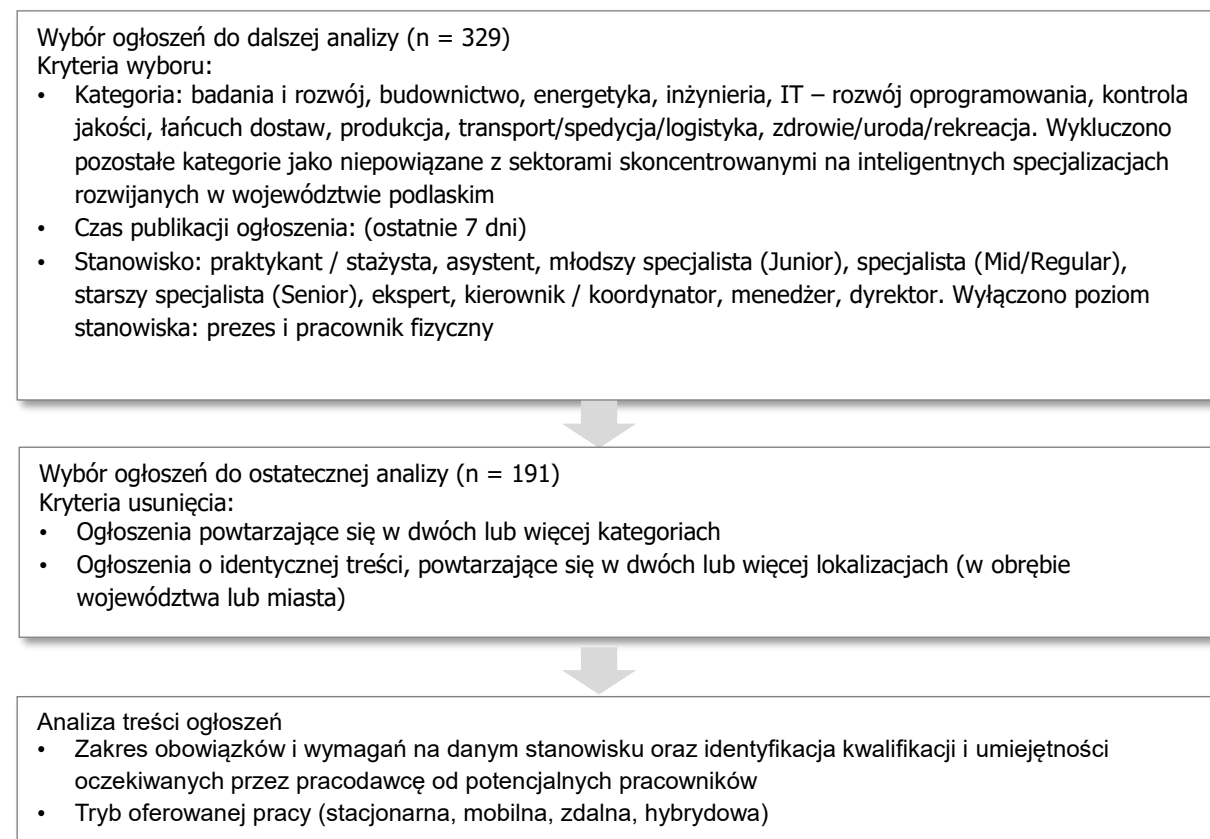 Wybór ogłoszeń do dalszej analizy (n = 329)
Kryteria wyboru:
• Kategoria: badania i rozwój, budownictwo, energetyka, inżynieria, IT – rozwój oprogramowania, kontrola
jakości, łańcuch dostaw, produkcja, transport/spedycja/logistyka, zdrowie/uroda/rekreacja. Wykluczono
pozostałe kategorie jako niepowiązane z sektorami skoncentrowanymi na inteligentnych specjalizacjach
rozwijanych w województwie podlaskim
• Czas publikacji ogłoszenia: (ostatnie 7 dni)
• Stanowisko: praktykant / stażysta, asystent, młodszy specjalista (Junior), specjalista (Mid/Regular),
starszy specjalista (Senior), ekspert, kierownik / koordynator, menedżer, dyrektor. Wyłączono poziom
stanowiska: prezes i pracownik fizyczny
Wybór ogłoszeń do ostatecznej analizy (n = 191)
Kryteria usunięcia:
• Ogłoszenia powtarzające się w dwóch lub więcej kategoriach
• Ogłoszenia o identycznej treści, powtarzające się w dwóch lub więcej lokalizacjach (w obrębie
województwa lub miasta)
Analiza treści ogłoszeń
• Zakres obowiązków i wymagań na danym stanowisku oraz identyfikacja kwalifikacji i umiejętności
oczekiwanych przez pracodawcę od potencjalnych pracowników
• Tryb oferowanej pracy (stacjonarna, mobilna, zdalna, hybrydowa)